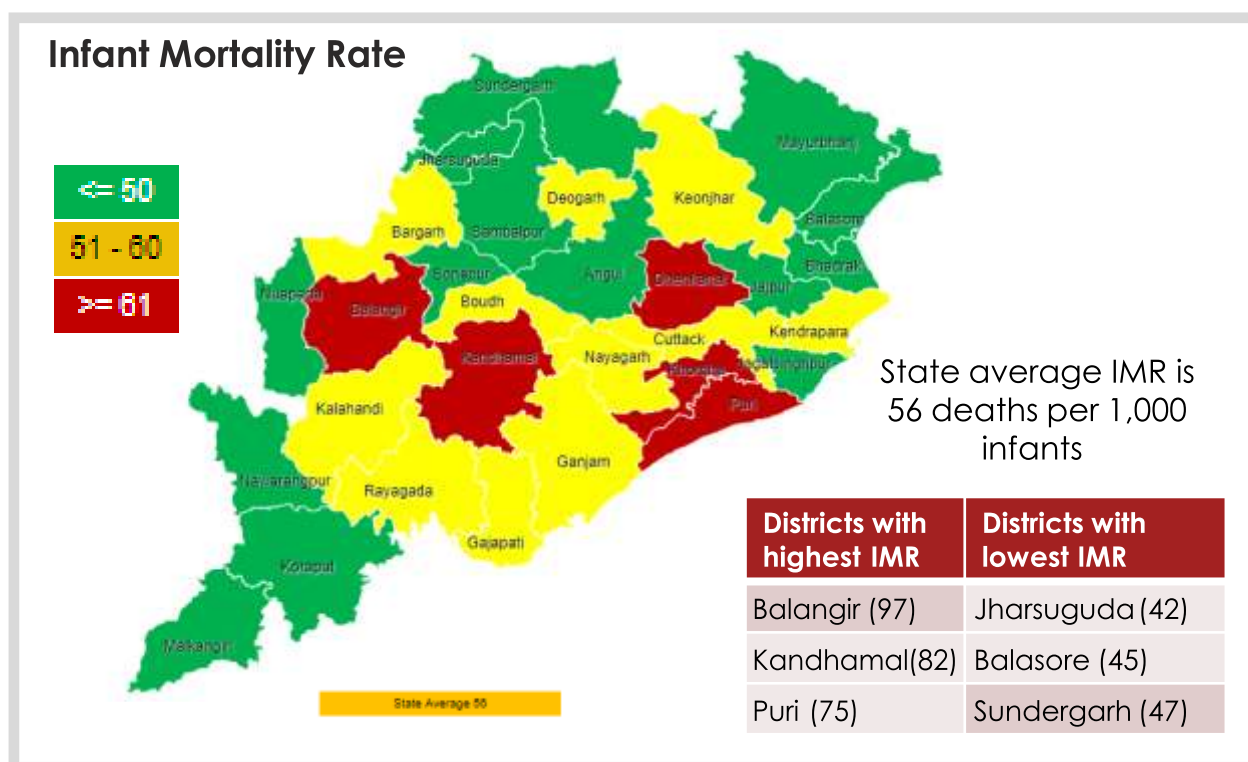 Infant Mortality Rate
<= 50
51 - 60
>= 61
Sundergarh
Mayurbhanj
Jharsuguda
Deogarh
Keonjhar
Bargarh
Sambalpur
Balasore
Sonepur
Angul
Dhenkanal
Bhadrak
Jajpur
Nuapada
Balangir
Boudh
Kendrapara
Cuttack
Kandhamal
Nayagarh
Khordha
Jagatsinghpur
Kalahandi
Puri
Ganjam
Nawarangpur
Rayagada
Gajapati
Koraput
Malkangiri
State Average 56
State average IMR is
56 deaths per 1,000
infants
Districts with highest IMR
Districts with lowest IMR
Balangir (97)
Jharsuguda (42)
Kandhamal(82)
Balasore (45)
Puri (75)
Sundergarh (47)